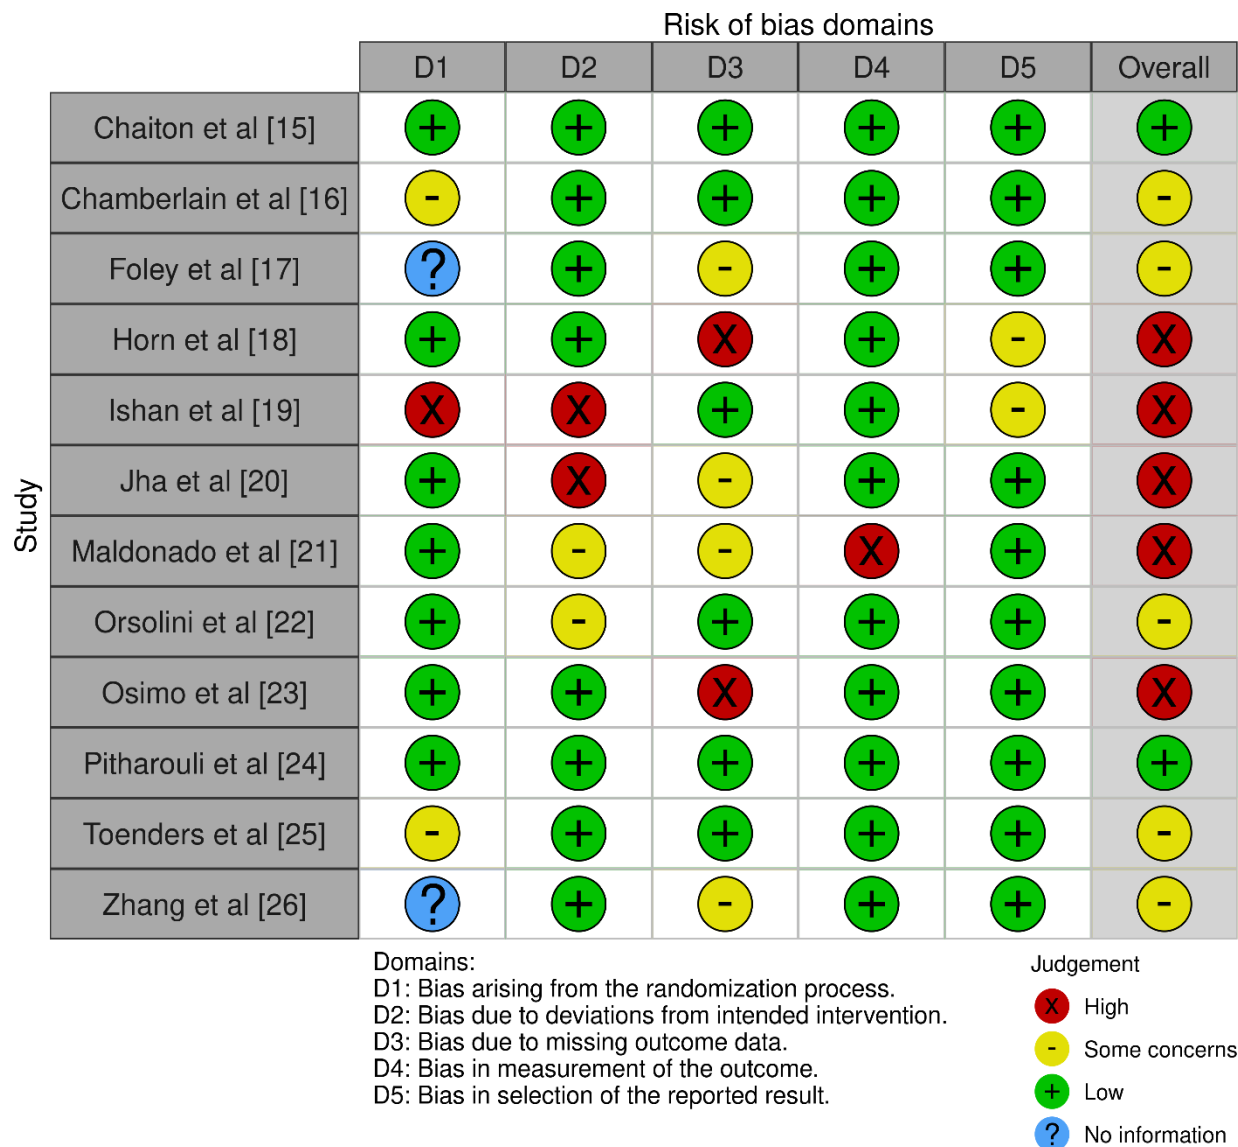 Risk of bias domains
D1 D2 D3 D4 D5 Overall
Study
Chaiton et al [15] + + + + + +
Chamberlain et al [16] - + + + + -
Foley et al [17] ? + - + + -
Horn et al [18] + + X + - X
Ishan et al [19] X X + + - X
Jha et al [20] + X - + + X
Maldonado et al [21] + - - X + X
Orsolini et al [22] + - + + + -
Osimo et al [23] + + X + + X
Pitharouli et al [24] + + + + + +
Toenders et al [25] - + + + + -
Zhang et al [26] ? + - + + -
Domains:
D1: Bias arising from the randomization process.
D2: Bias due to deviations from intended intervention.
D3: Bias due to missing outcome data.
D4: Bias in measurement of the outcome.
D5: Bias in selection of the reported result.
Judgement
X High
- Some concerns
+ Low
? No information